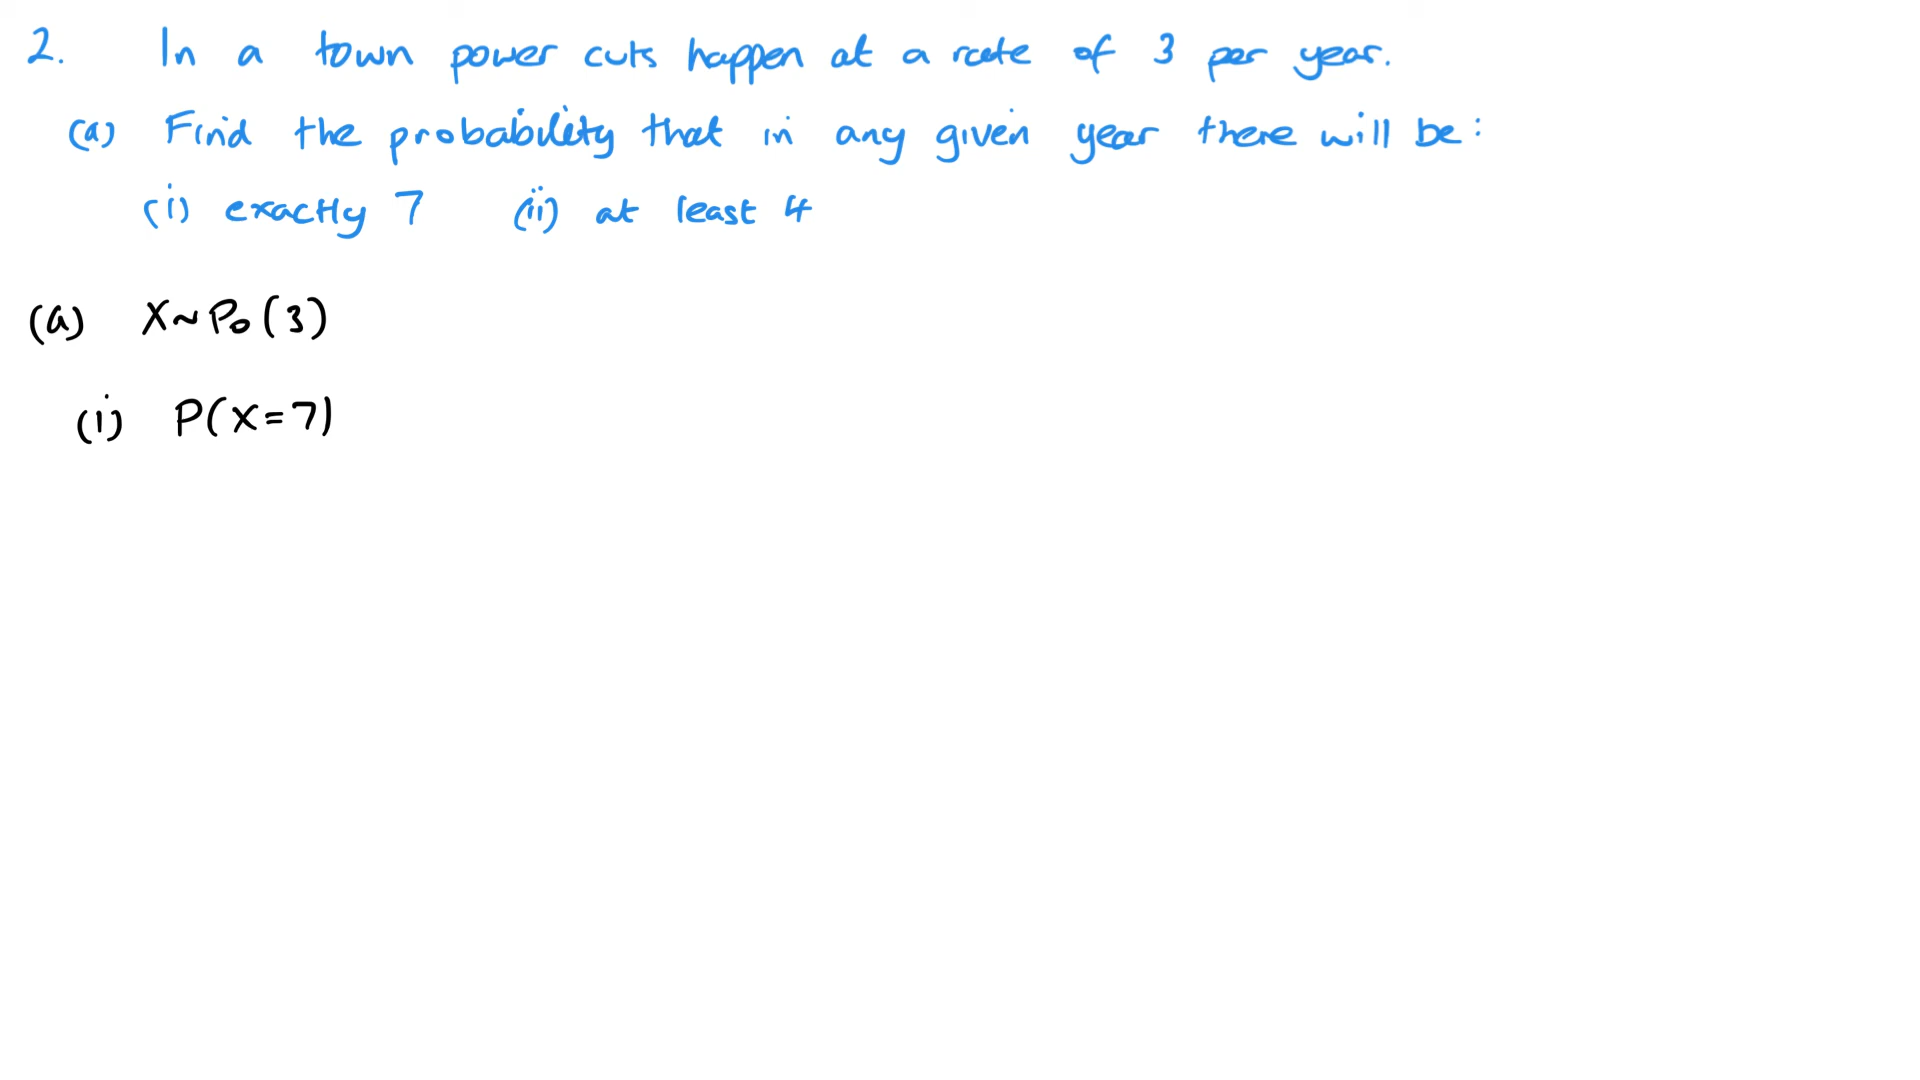 2. In a town power cuts happen at a rate of 3 per year.
(a) Find the probability that in any given year there will be:
(i) exactly 7 (ii) at least 4
(a) X~Po(3)
(i) P(X=7)